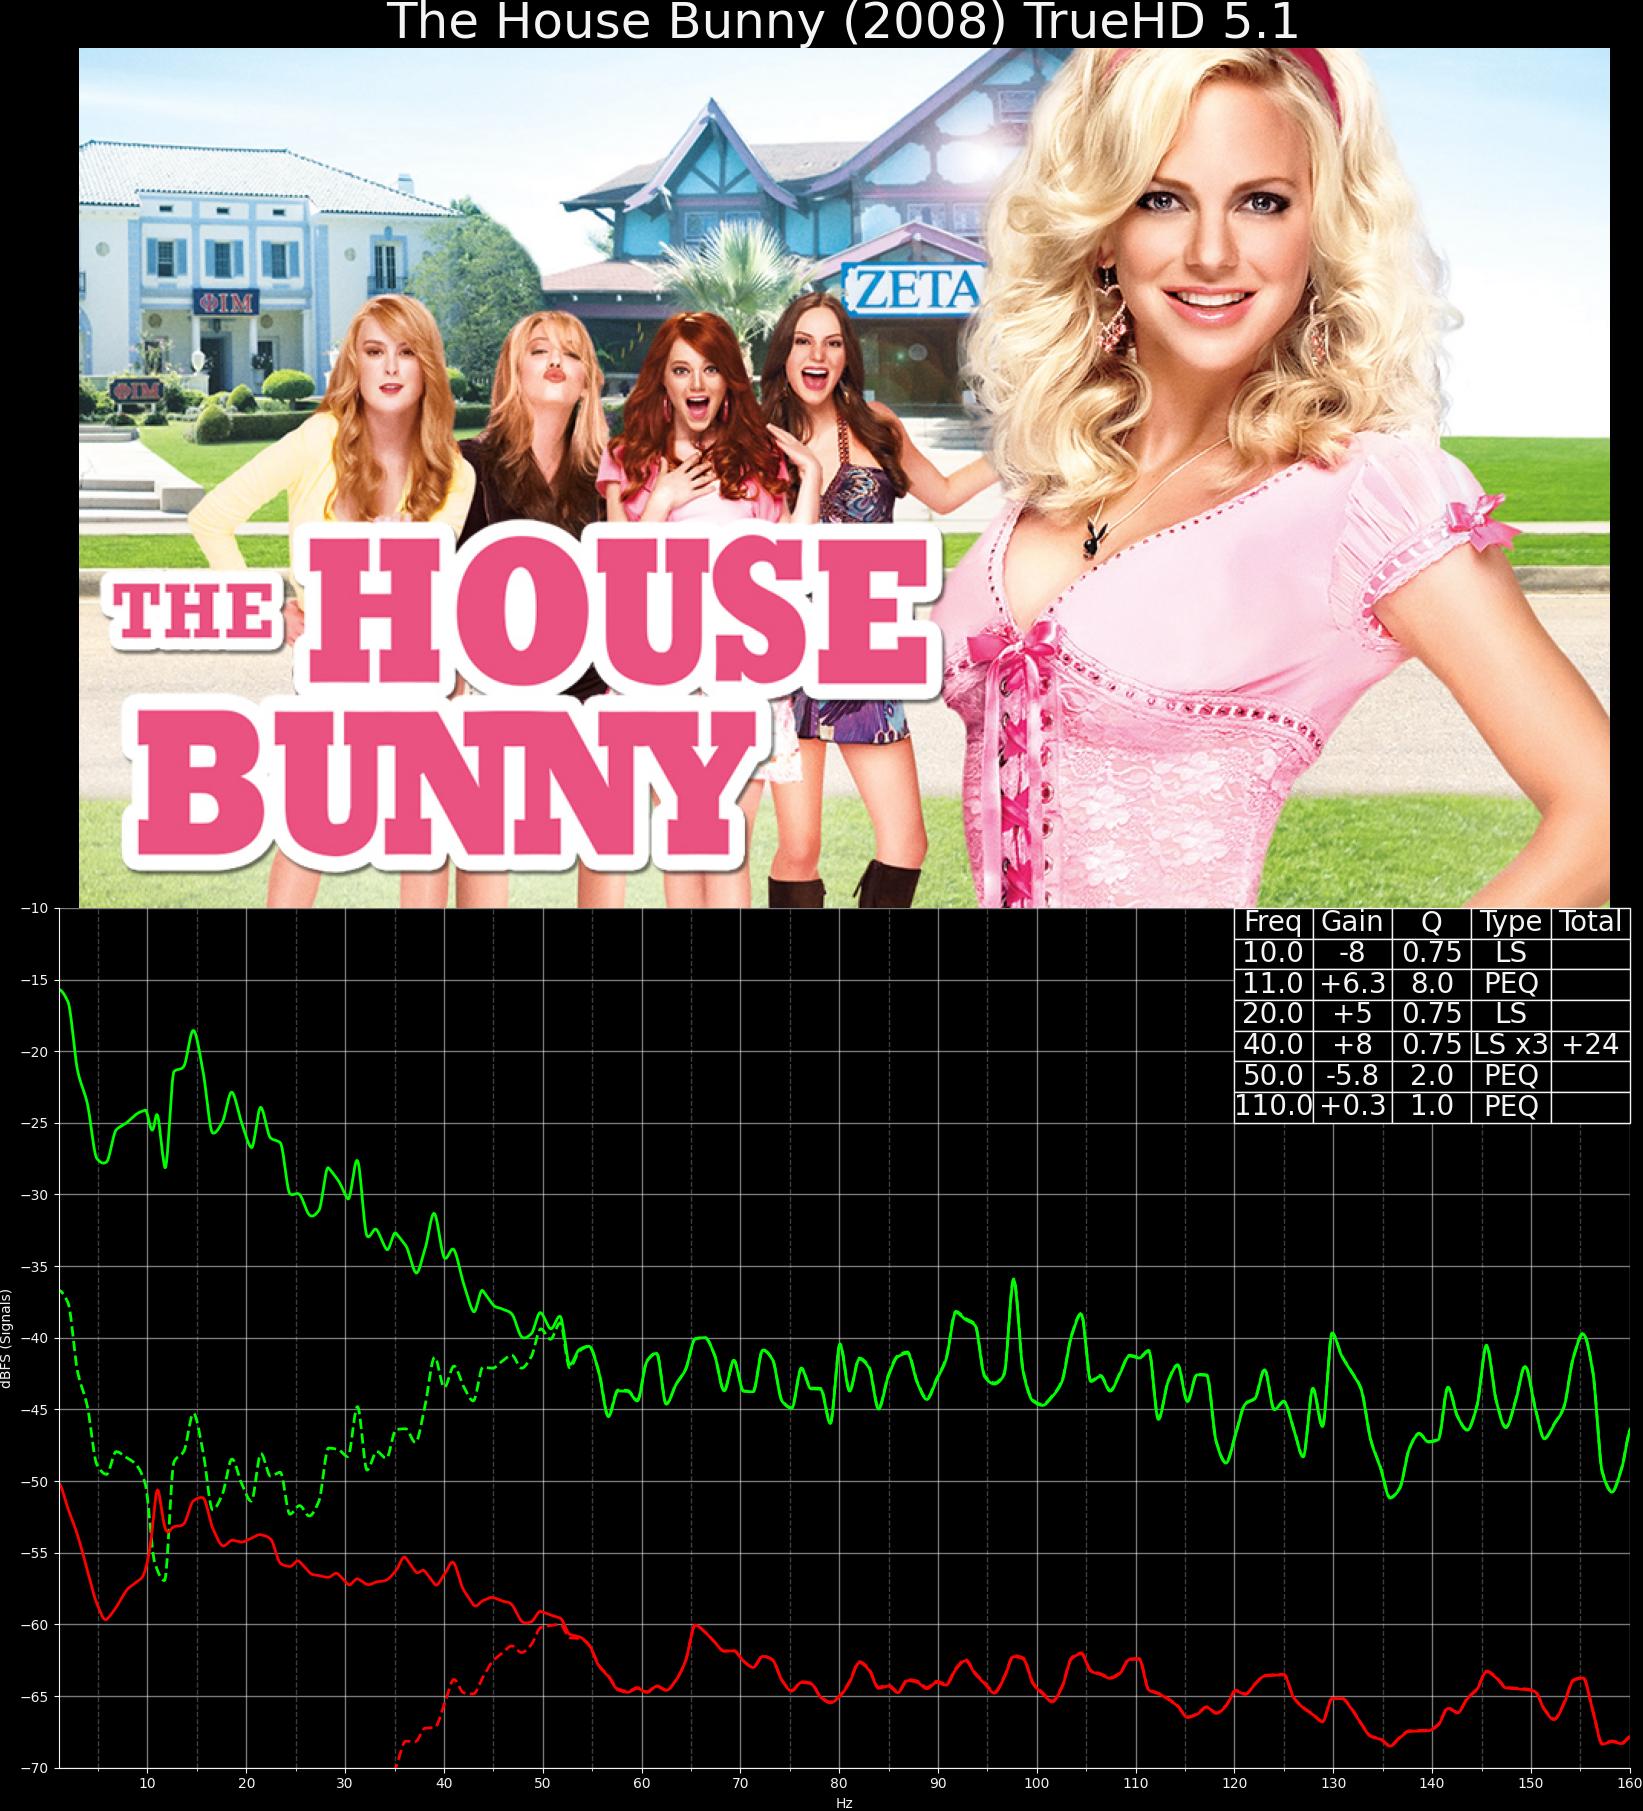 The House Bunny (2008) TrueHD 5.1
ΦΙΜ
ZETA
ΦΙΜ
THE HOUSE
BUNNY
Freq Gain Q Type Total
10.0 -8 0.75 LS
11.0 +6.3 8.0 PEQ
20.0 +5 0.75 LS
40.0 +8 0.75 LS x3 +24
50.0 -5.8 2.0 PEQ
110.0 +0.3 1.0 PEQ
−10
−15
−20
−25
−30
−35
−40
−45
−50
−55
−60
−65
−70
dBFS (Signals)
10 20 30 40 50 60 70 80 90 100 110 120 130 140 150 160
Hz